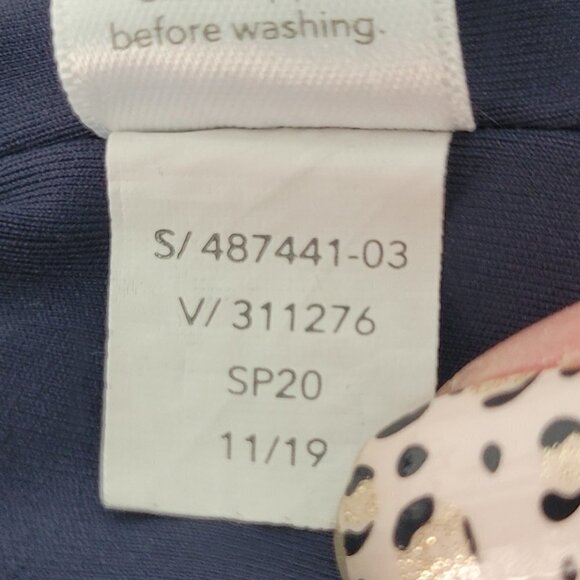 before washing.
S/ 487441-03
V/ 311276
SP20
11/19